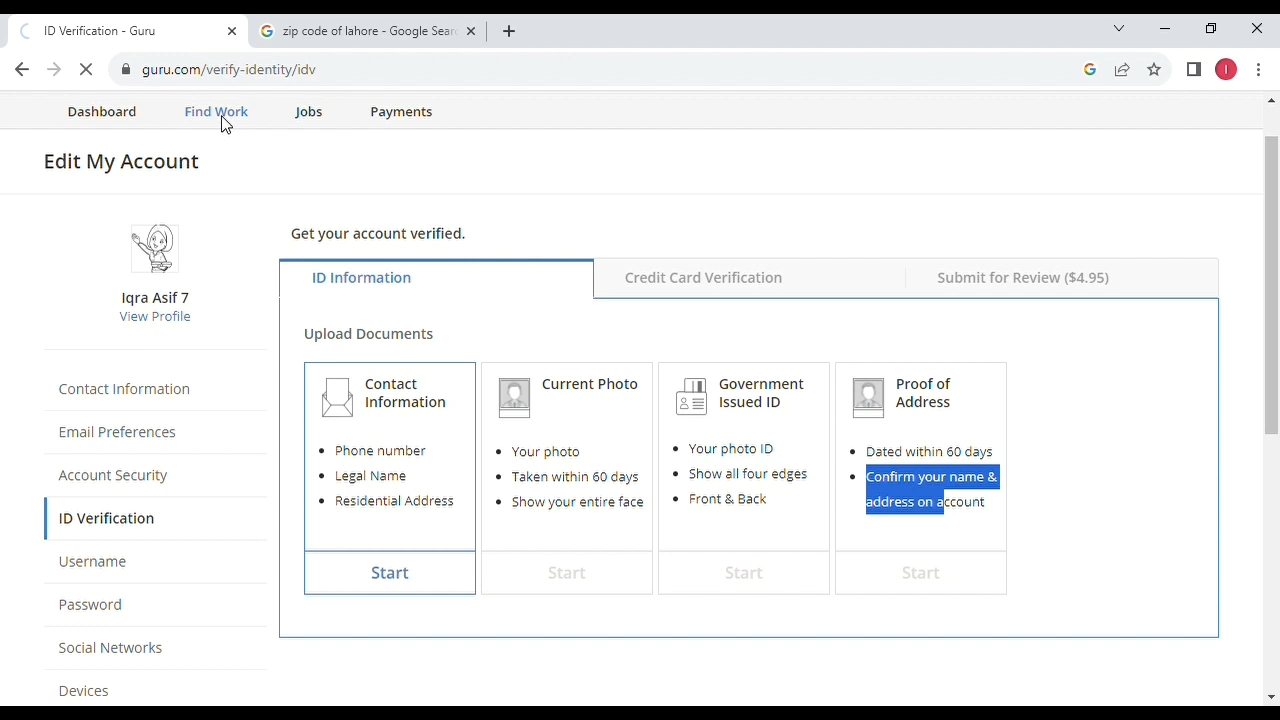 ID Verification - Guru
zip code of lahore - Google Sear
guru.com/verify-identity/idv
I
Dashboard Find Work Jobs Payments
Edit My Account
Get your account verified.
ID Information Credit Card Verification Submit for Review ($4.95)
Iqra Asif 7
View Profile
Upload Documents
Contact Information
Phone number
Legal Name
Residential Address
Start
Current Photo
Your photo
Taken within 60 days
Show your entire face
Start
Government
Issued ID
Your photo ID
Show all four edges
Front & Back
Start
Proof of
Address
Dated within 60 days
Confirm your name &
address on account
Start
Contact Information
Email Preferences
Account Security
ID Verification
Username
Password
Social Networks
Devices